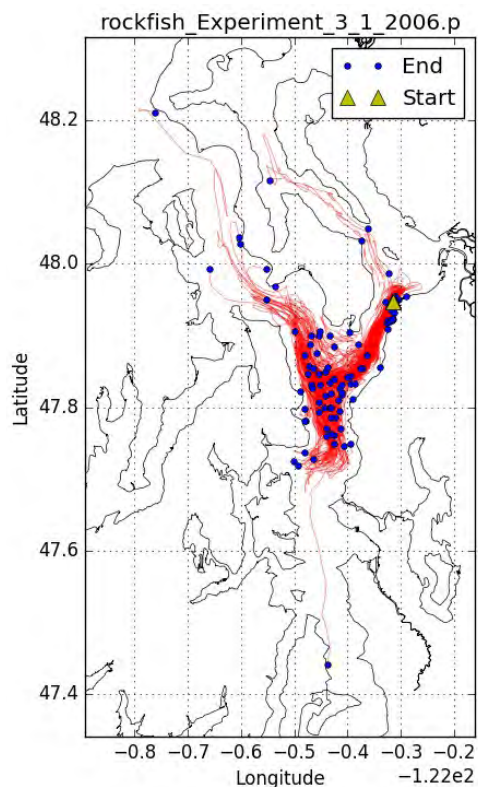 rockfish_Experiment_3_1_2006.p
End
Start
48.2
48.0
47.8
47.6
47.4
Latitude
−0.8 −0.7 −0.6 −0.5 −0.4 −0.3 −0.2
Longitude
−1.22e2